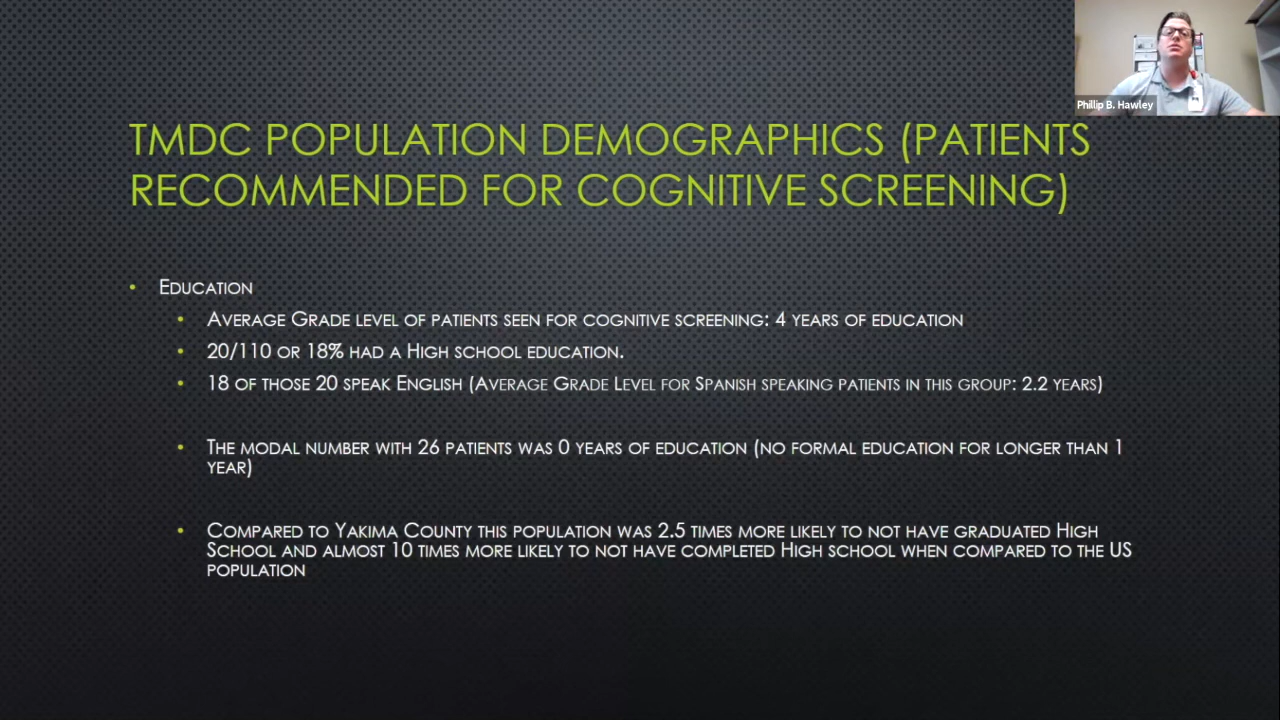 Phillip B. Hawley
TMDC POPULATION DEMOGRAPHICS (PATIENTS
RECOMMENDED FOR COGNITIVE SCREENING)
• EDUCATION
• AVERAGE GRADE LEVEL OF PATIENTS SEEN FOR COGNITIVE SCREENING: 4 YEARS OF EDUCATION
• 20/110 OR 18% HAD A HIGH SCHOOL EDUCATION.
• 18 OF THOSE 20 SPEAK ENGLISH (AVERAGE GRADE LEVEL FOR SPANISH SPEAKING PATIENTS IN THIS GROUP: 2.2 YEARS)
• THE MODAL NUMBER WITH 26 PATIENTS WAS 0 YEARS OF EDUCATION (NO FORMAL EDUCATION FOR LONGER THAN 1
YEAR)
• COMPARED TO YAKIMA COUNTY THIS POPULATION WAS 2.5 TIMES MORE LIKELY TO NOT HAVE GRADUATED HIGH
SCHOOL AND ALMOST 10 TIMES MORE LIKELY TO NOT HAVE COMPLETED HIGH SCHOOL WHEN COMPARED TO THE US
POPULATION